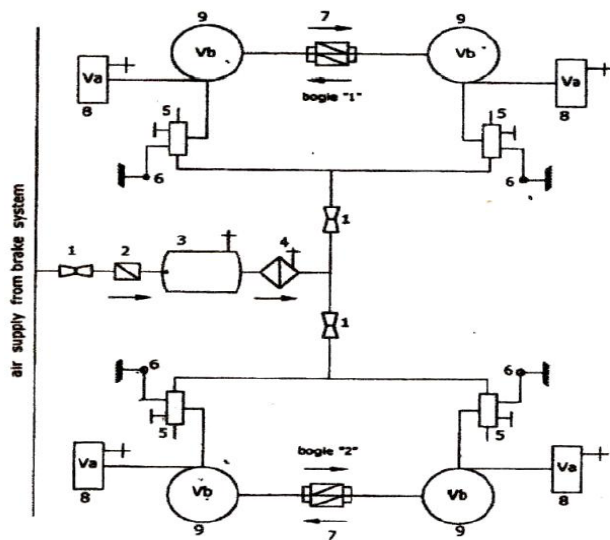 9 7 9
Va Vb Vb Va
8 bogie "1" 8
5 5
6 6
1
air supply from brake system
1 2 3 4
1
6 6
5 5
bogie "2"
Va Vb Vb Va
8 8
9 7 9